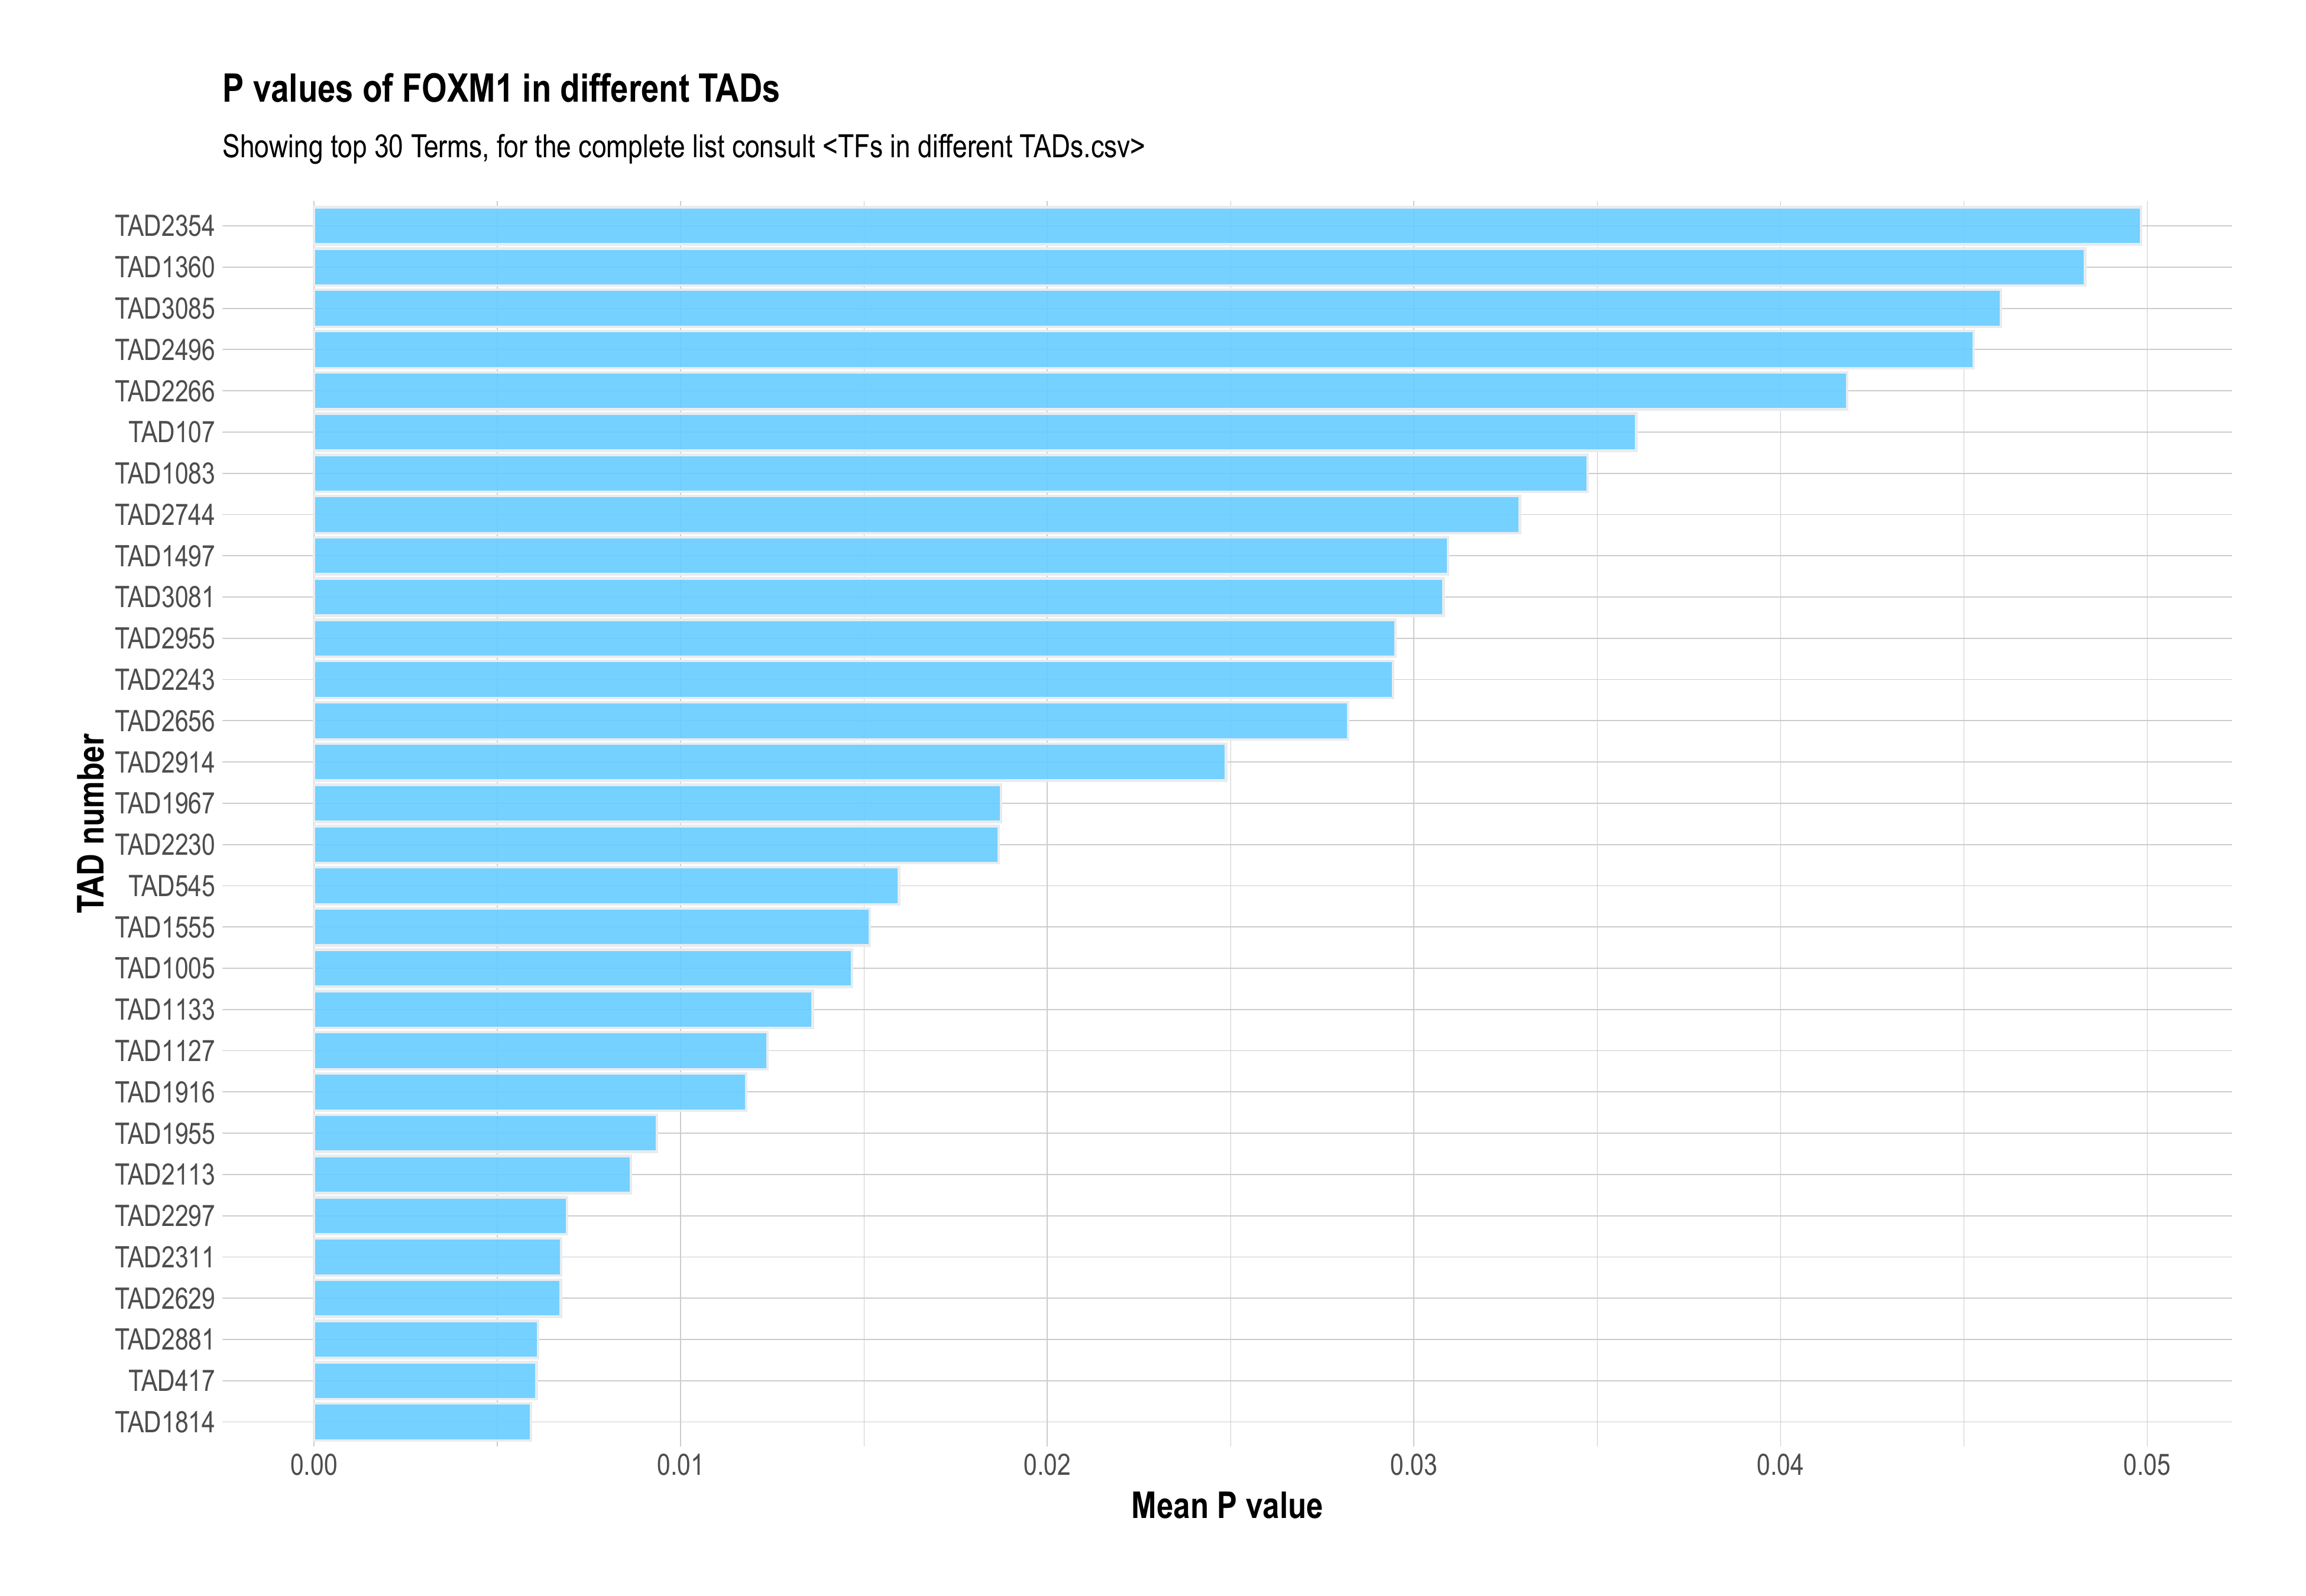 P values of FOXM1 in different TADs
Showing top 30 Terms, for the complete list consult <TFs in different TADs.csv>
TAD number
TAD2354
TAD1360
TAD3085
TAD2496
TAD2266
TAD107
TAD1083
TAD2744
TAD1497
TAD3081
TAD2955
TAD2243
TAD2656
TAD2914
TAD1967
TAD2230
TAD545
TAD1555
TAD1005
TAD1133
TAD1127
TAD1916
TAD1955
TAD2113
TAD2297
TAD2311
TAD2629
TAD2881
TAD417
TAD1814
0.00 0.01 0.02 0.03 0.04 0.05
Mean P value